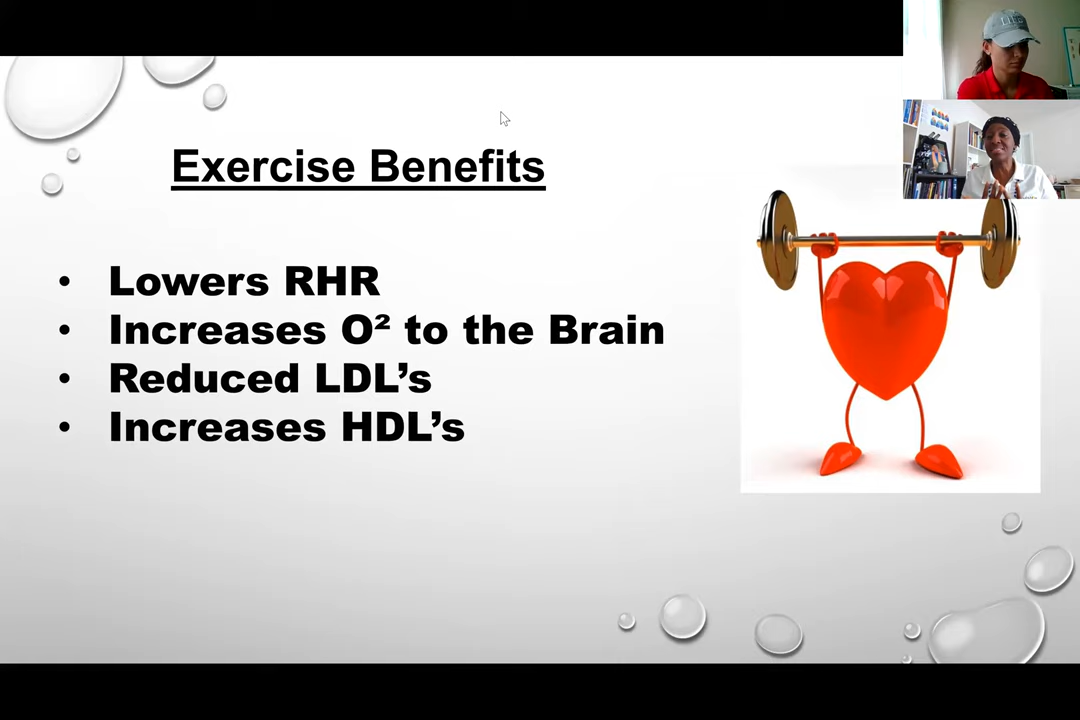 Exercise Benefits
• Lowers RHR
• Increases O² to the Brain
• Reduced LDL’s
• Increases HDL’s